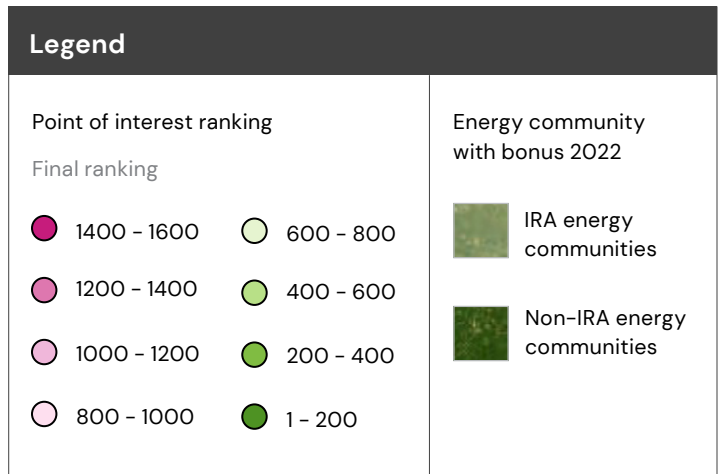 Legend
Point of interest ranking
Final ranking
1400 - 1600
1200 - 1400
1000 - 1200
800 - 1000
600 - 800
400 - 600
200 - 400
1 - 200
Energy community
with bonus 2022
IRA energy
communities
Non-IRA energy
communities